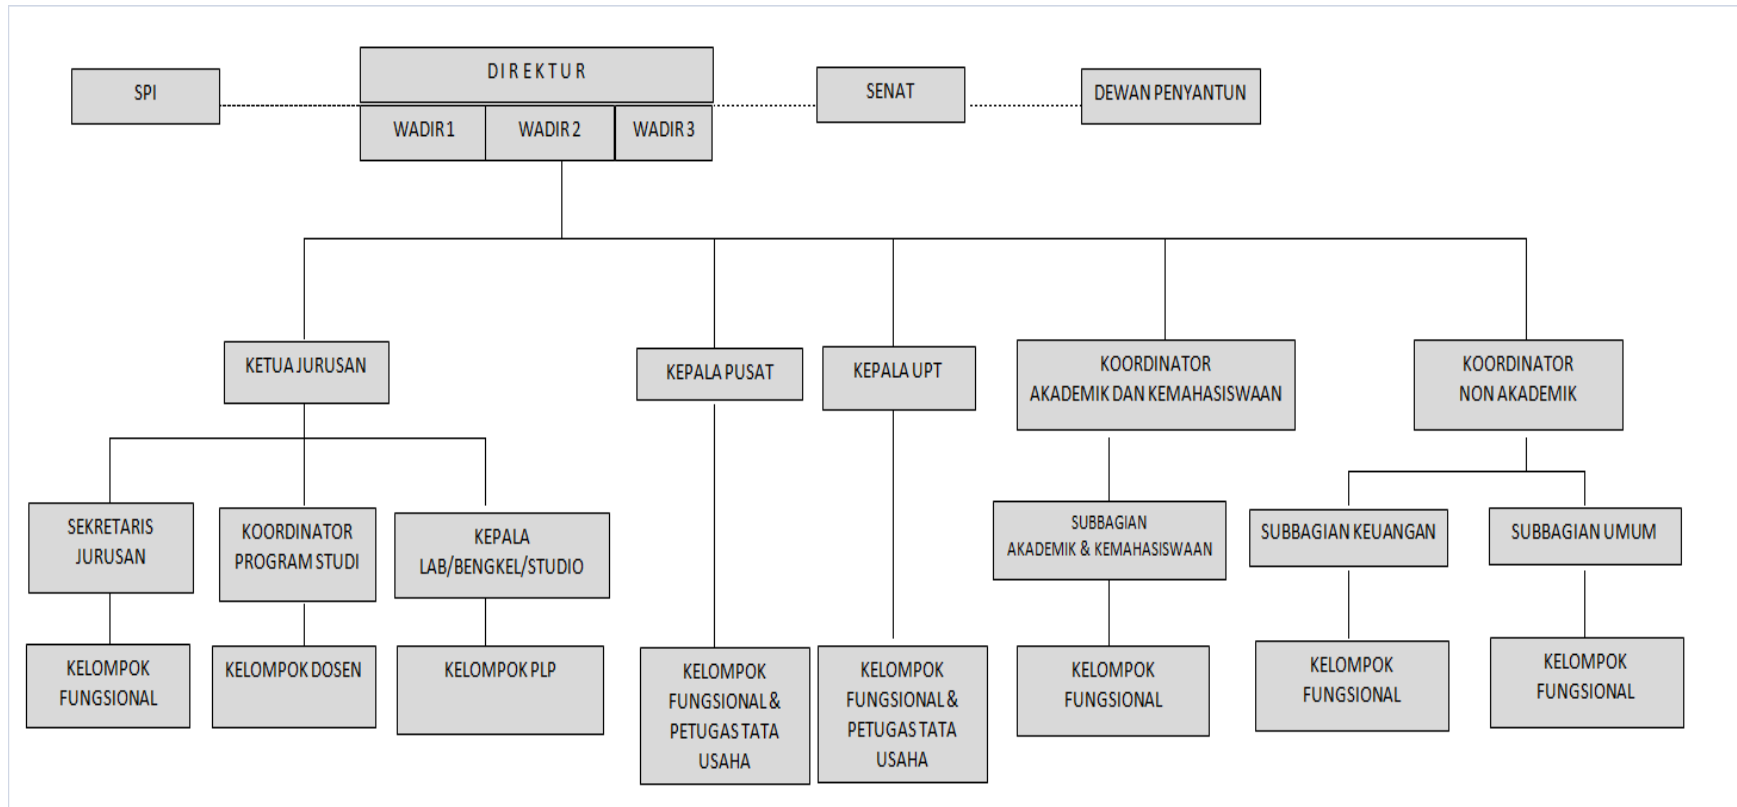 SPI
D I R E K T U R
SENAT
DEWAN PENYANTUN
WADIR 1
WADIR 2
WADIR 3
KETUA JURUSAN
KEPALA PUSAT
KEPALA UPT
KOORDINATOR
AKADEMIK DAN KEMAHASISWAAN
KOORDINATOR
NON AKADEMIK
SEKRETARIS
JURUSAN
KOORDINATOR
PROGRAM STUDI
KEPALA
LAB/BENGKEL/STUDIO
SUBBAGIAN
AKADEMIK & KEMAHASISWAAN
SUBBAGIAN KEUANGAN
SUBBAGIAN UMUM
KELOMPOK
FUNGSIONAL
KELOMPOK DOSEN
KELOMPOK PLP
KELOMPOK
FUNGSIONAL &
PETUGAS TATA
USAHA
KELOMPOK
FUNGSIONAL &
PETUGAS TATA
USAHA
KELOMPOK
FUNGSIONAL
KELOMPOK
FUNGSIONAL
KELOMPOK
FUNGSIONAL